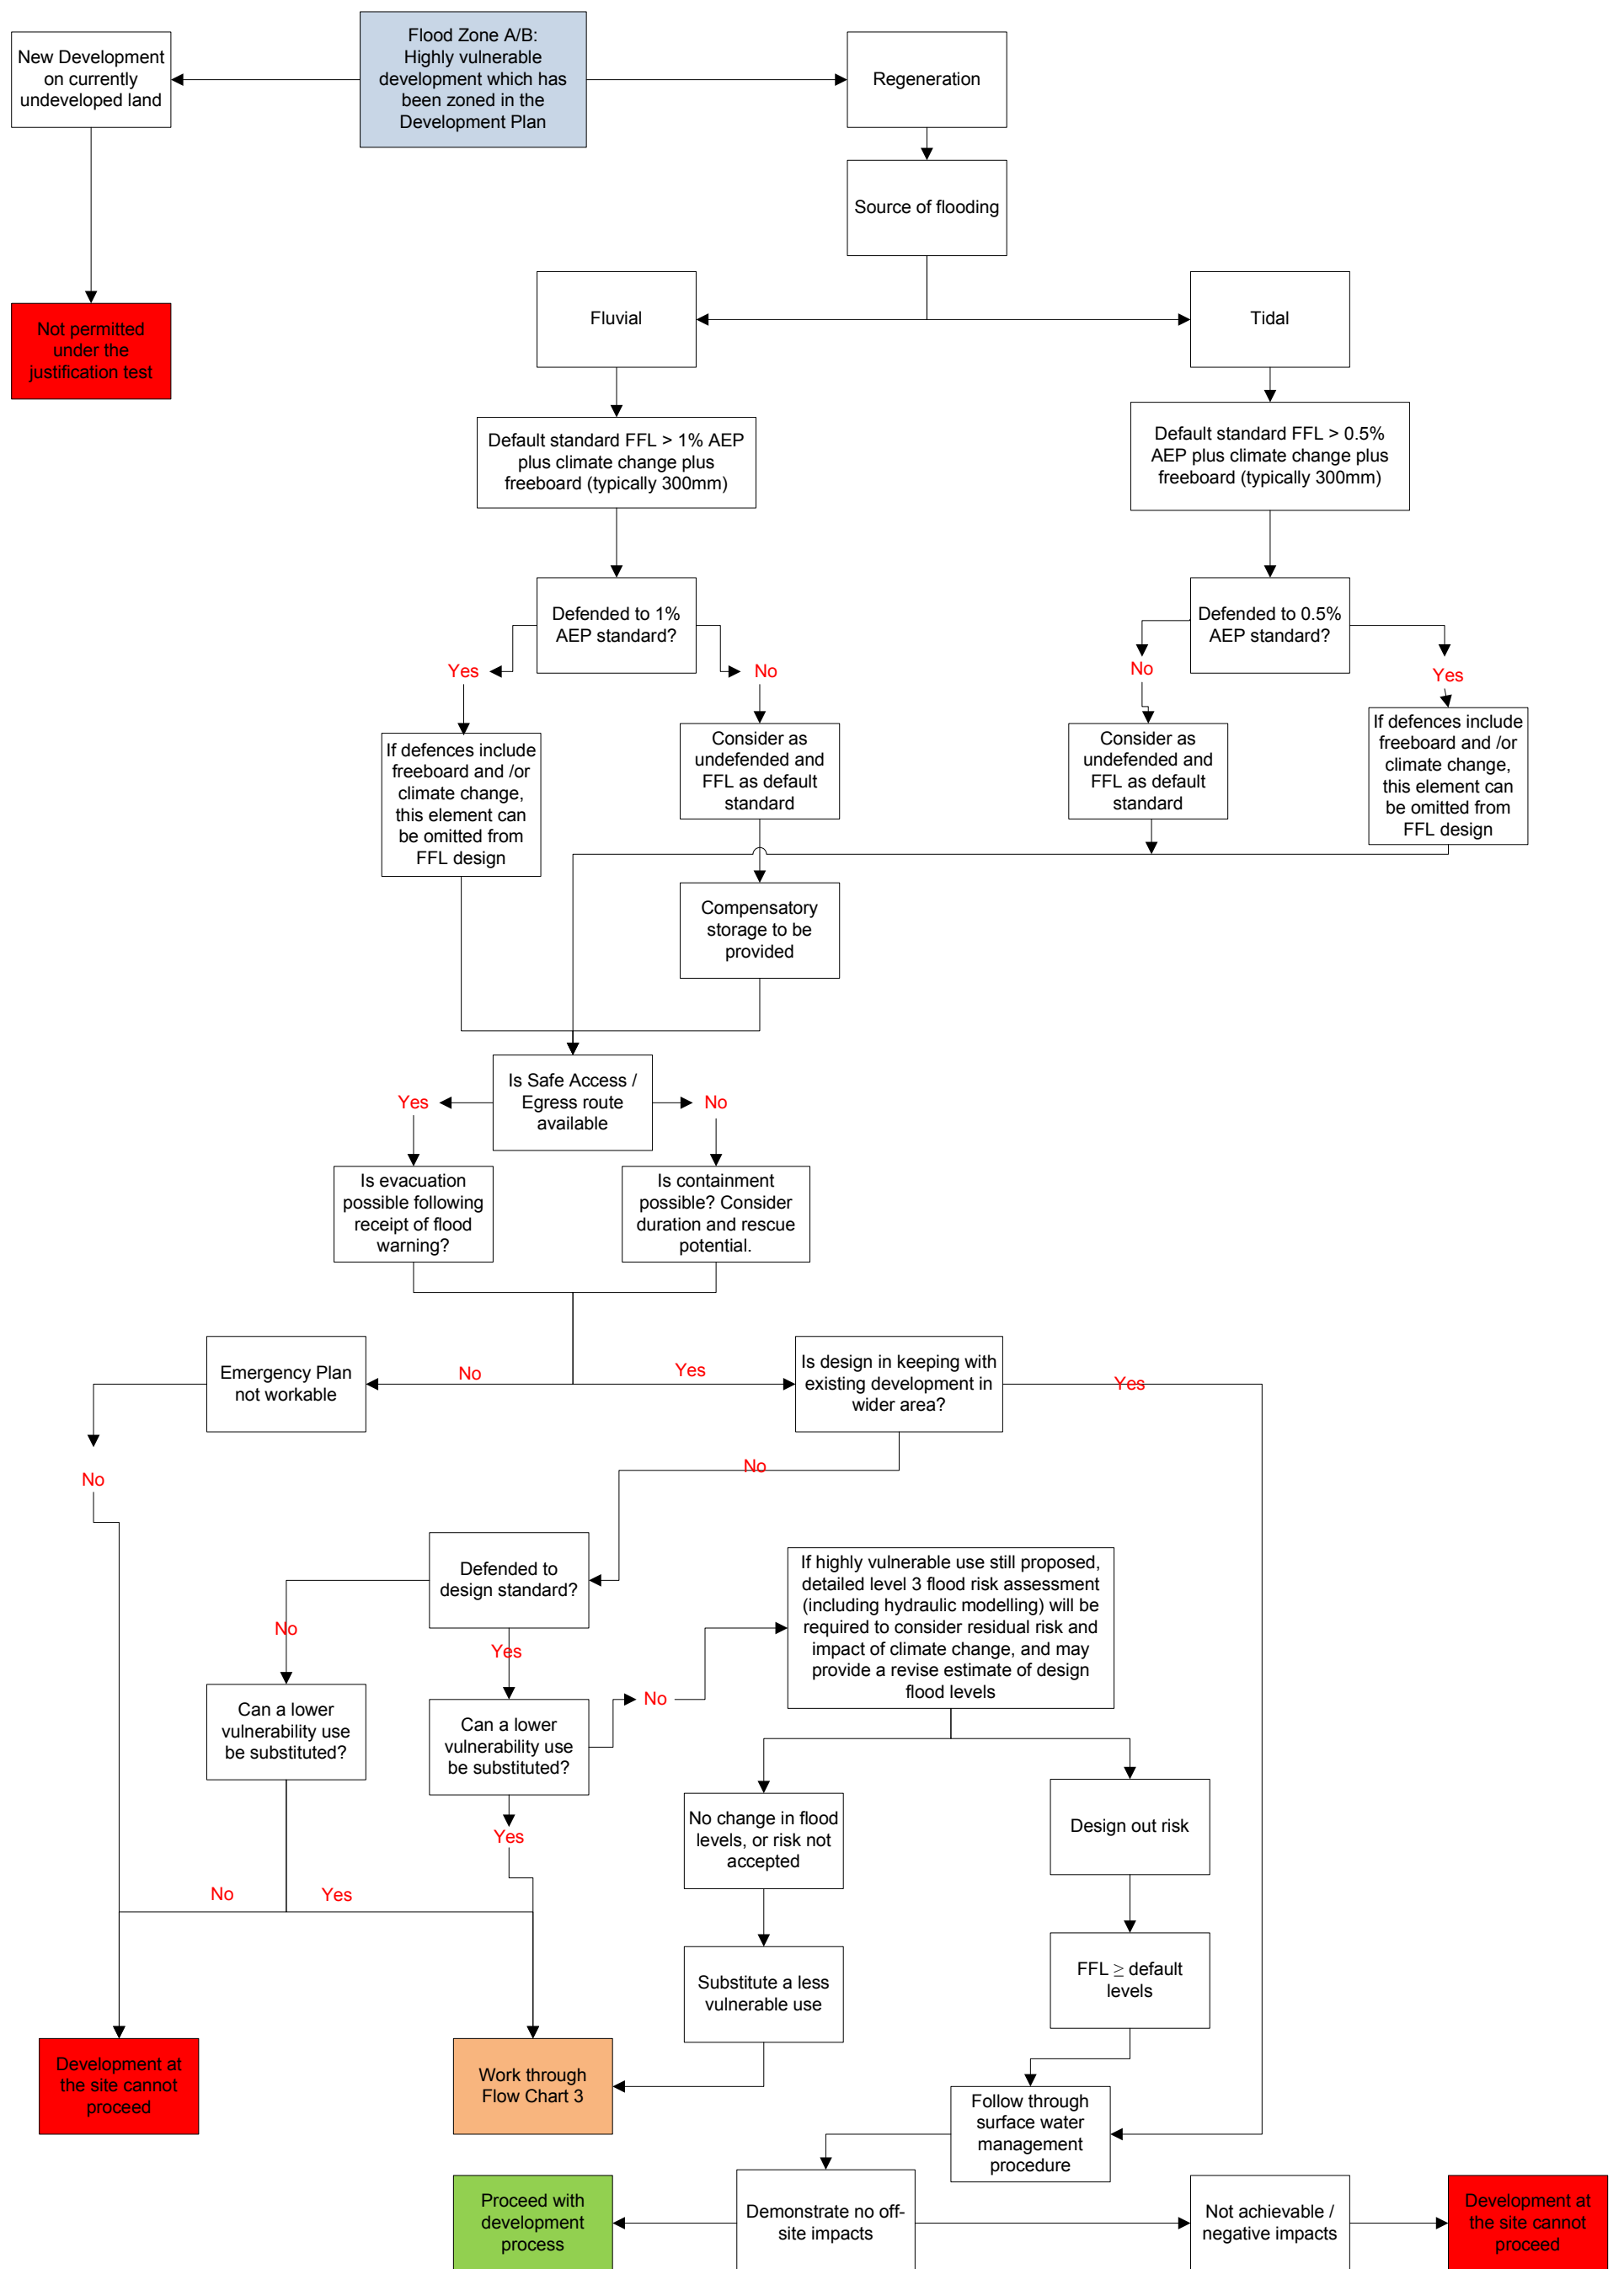 New Development
on currently
undeveloped land
Flood Zone A/B:
Highly vulnerable
development which has
been zoned in the
Development Plan
Regeneration
Source of flooding
Not permitted
under the
justification test
Fluvial
Tidal
Default standard FFL > 1% AEP
plus climate change plus
freeboard (typically 300mm)
Default standard FFL > 0.5%
AEP plus climate change plus
freeboard (typically 300mm)
Defended to 1%
AEP standard?
Defended to 0.5%
AEP standard?
Yes
No
No
Yes
If defences include
freeboard and /or
climate change,
this element can
be omitted from
FFL design
Consider as
undefended and
FFL as default
standard
Consider as
undefended and
FFL as default
standard
If defences include
freeboard and /or
climate change,
this element can
be omitted from
FFL design
Compensatory
storage to be
provided
Is Safe Access /
Egress route
available
Yes
No
Is evacuation
possible following
receipt of flood
warning?
Is containment
possible? Consider
duration and rescue
potential.
Emergency Plan
not workable
No
Yes
Is design in keeping with
existing development in
wider area?
Yes
No
No
Defended to
design standard?
If highly vulnerable use still proposed,
detailed level 3 flood risk assessment
(including hydraulic modelling) will be
required to consider residual risk and
impact of climate change, and may
provide a revise estimate of design
flood levels
No
Yes
No
Can a lower
vulnerability use
be substituted?
Can a lower
vulnerability use
be substituted?
No change in flood
levels, or risk not
accepted
Design out risk
Yes
No
Yes
Substitute a less
vulnerable use
FFL ≥ default
levels
Development at
the site cannot
proceed
Work through
Flow Chart 3
Follow through
surface water
management
procedure
Proceed with
development
process
Demonstrate no off-
site impacts
Not achievable /
negative impacts
Development at
the site cannot
proceed